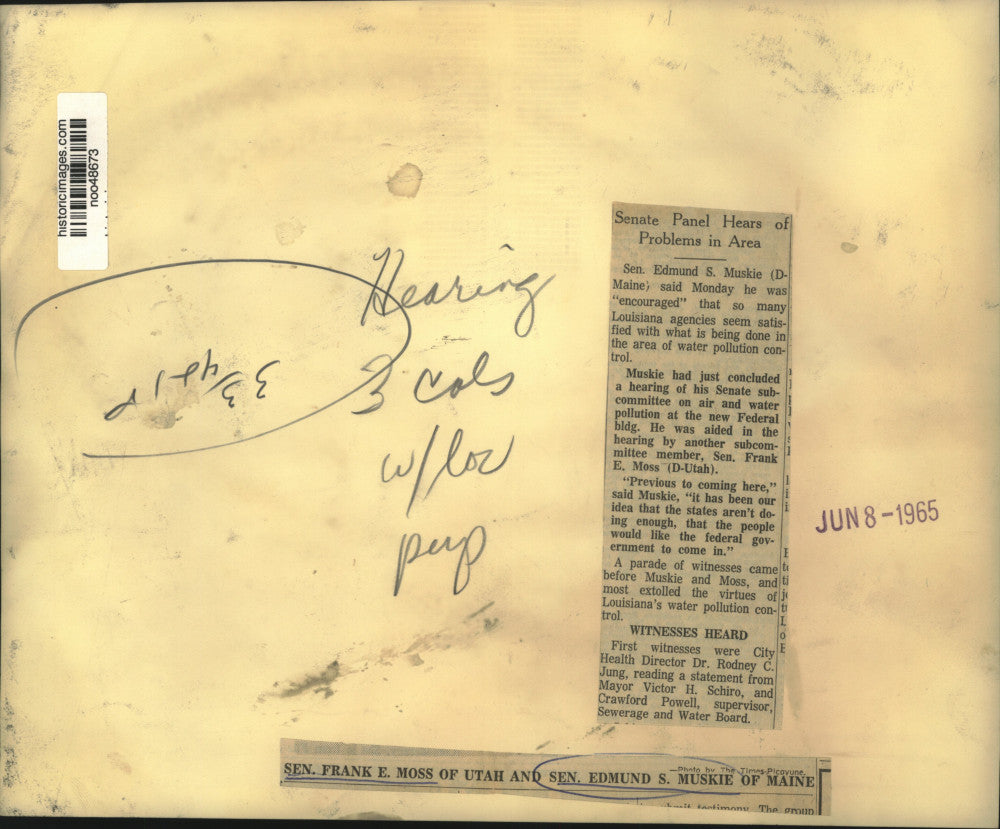 historicimages.com
noo48673
Hearing
3 cols
w/loc
perp
3
Senate Panel Hears of
Problems in Area
Sen. Edmund S. Muskie (D-
Maine) said Monday he was
"encouraged" that so many
Louisiana agencies seem satis-
fied with what is being done in
the area of water pollution con-
trol.
Muskie had just concluded
a hearing of his Senate sub-
committee on air and water
pollution at the new Federal
bldg. He was aided in the
hearing by another subcom-
mittee member, Sen. Frank
E. Moss (D-Utah).
"Previous to coming here,"
said Muskie, "it has been our
idea that the states aren't do-
ing enough, that the people
would like the federal gov-
ernment to come in."
A parade of witnesses came
before Muskie and Moss, and
most extolled the virtues of
Louisiana's water pollution con-
trol.
WITNESSES HEARD
First witnesses were City
Health Director Dr. Rodney C.
Jung, reading a statement from
Mayor Victor H. Schiro, and
Crawford Powell, supervisor,
Sewerage and Water Board.
JUN 8-1965
—Photo by The Times-Picayune.
SEN. FRANK E. MOSS OF UTAH AND SEN. EDMUND S. MUSKIE OF MAINE
testimony. The group